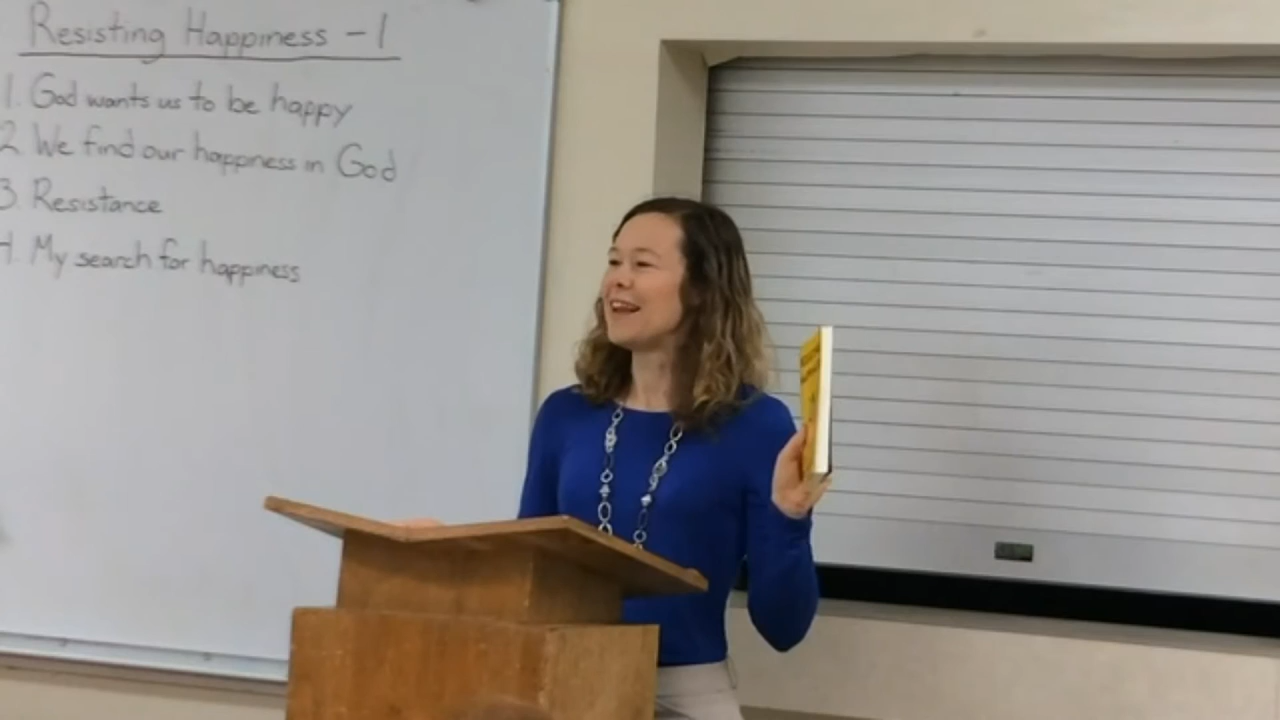 Resisting Happiness - 1
1. God wants us to be happy
2 We find our happiness in God
3. Resistance
4. My search for happiness